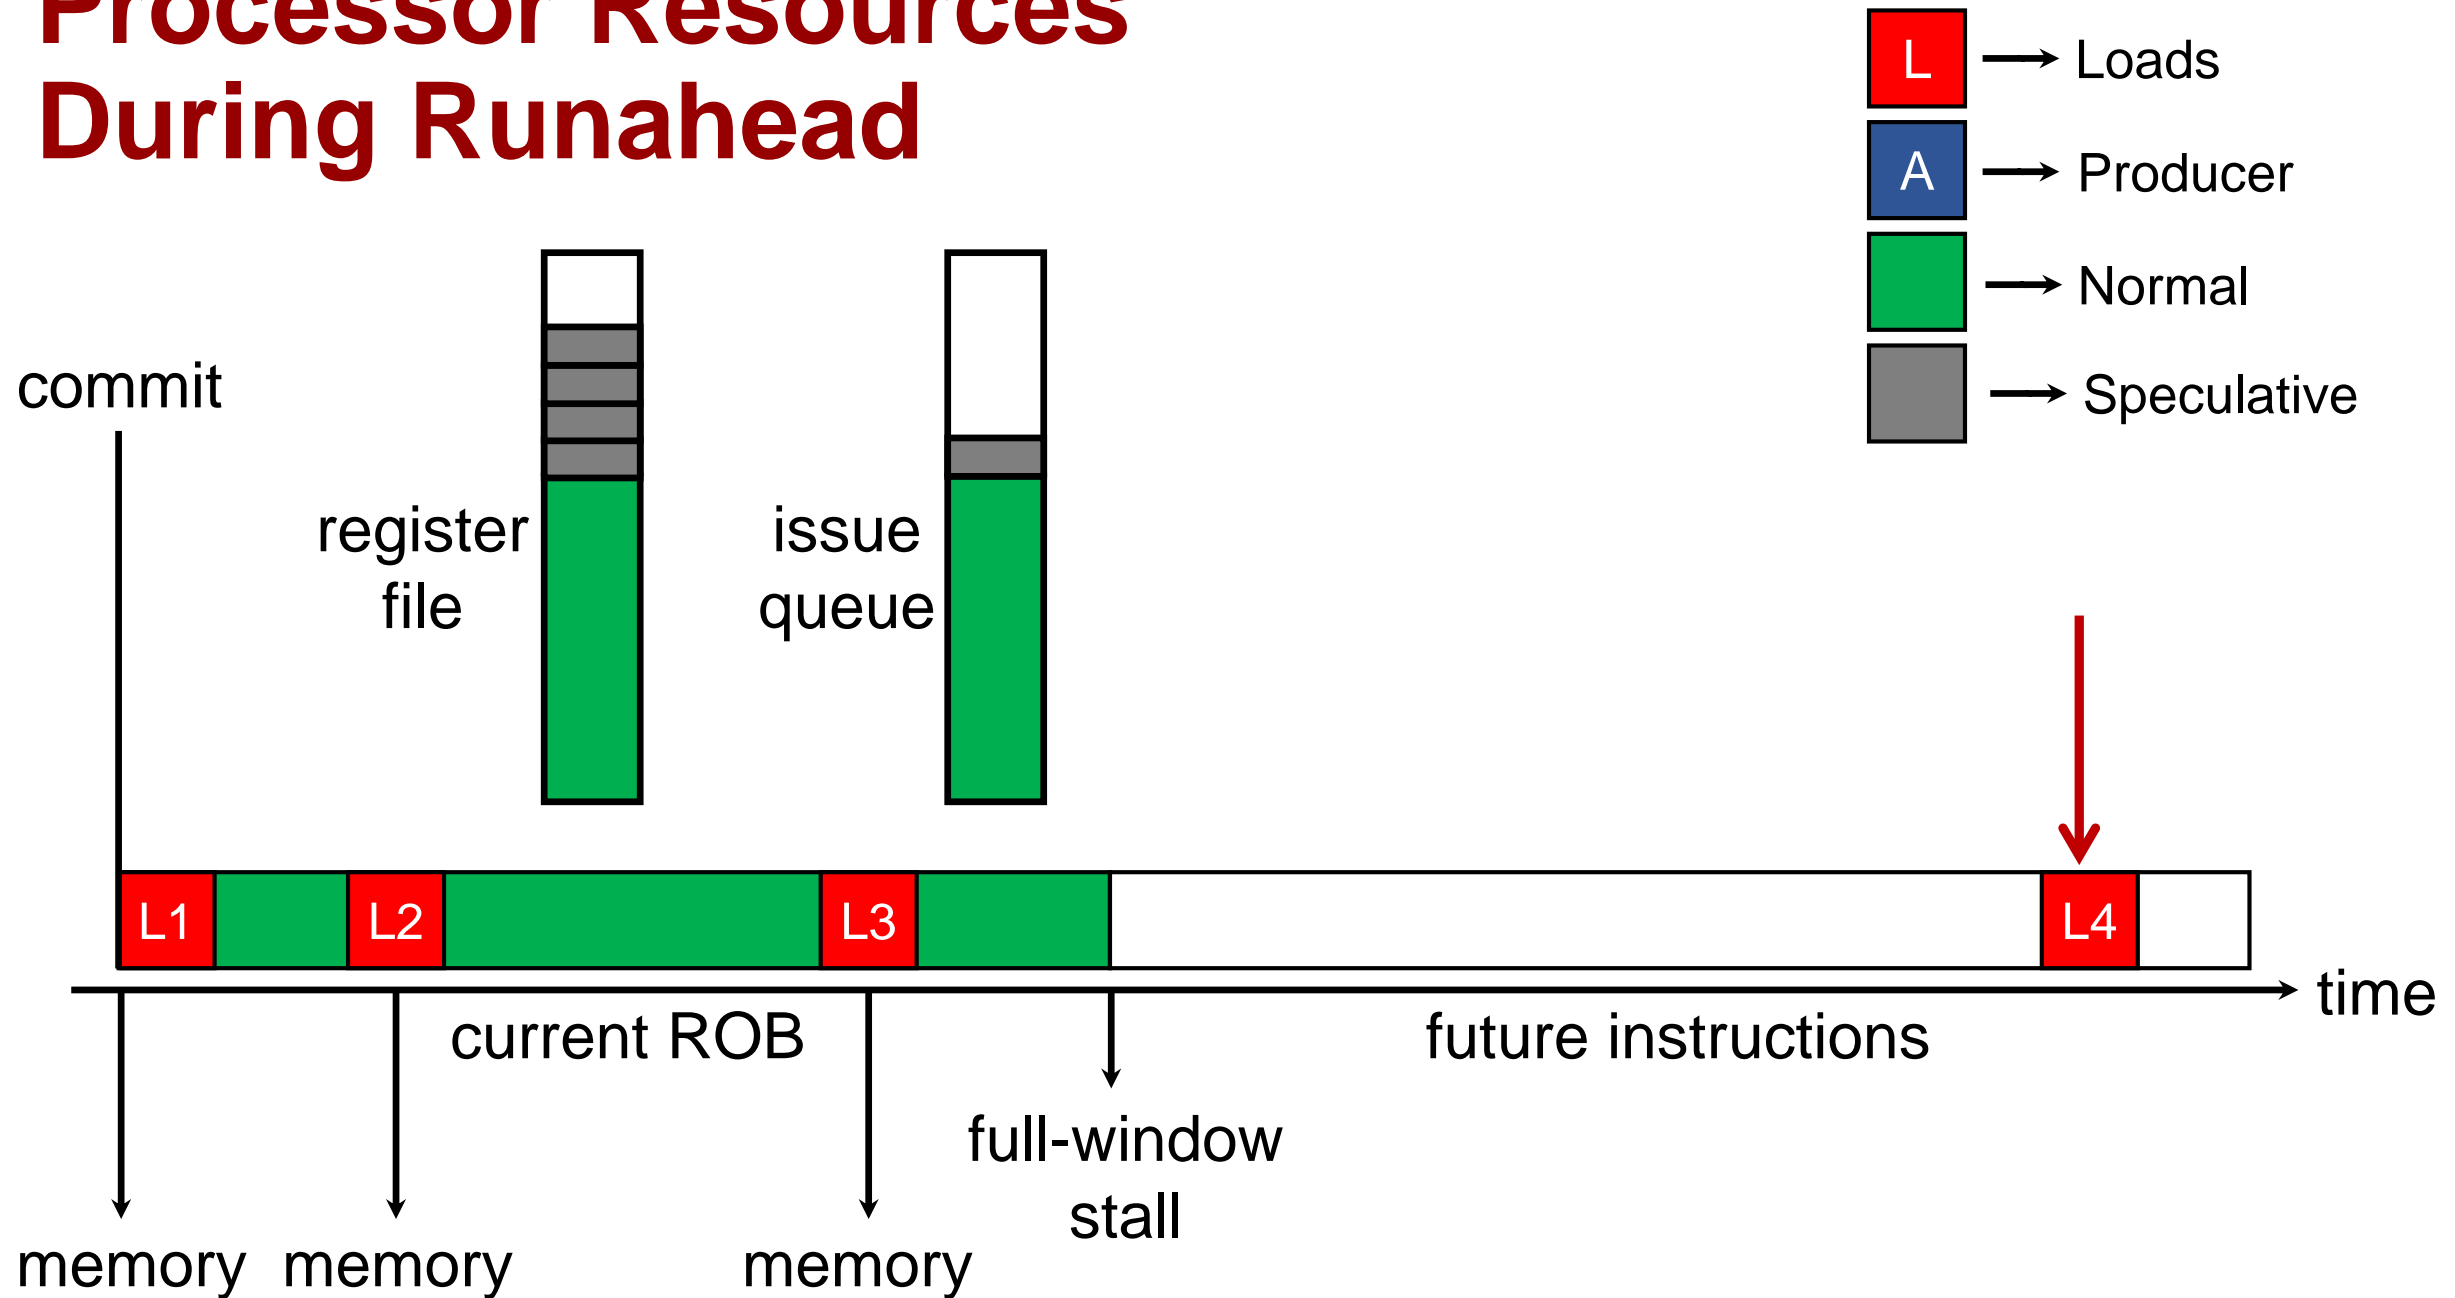 Processor Resources
During Runahead
L
Loads
A
Producer
Normal
Speculative
commit
register
file
issue
queue
L1
L2
L3
L4
time
current ROB
future instructions
full-window
stall
memory
memory
memory